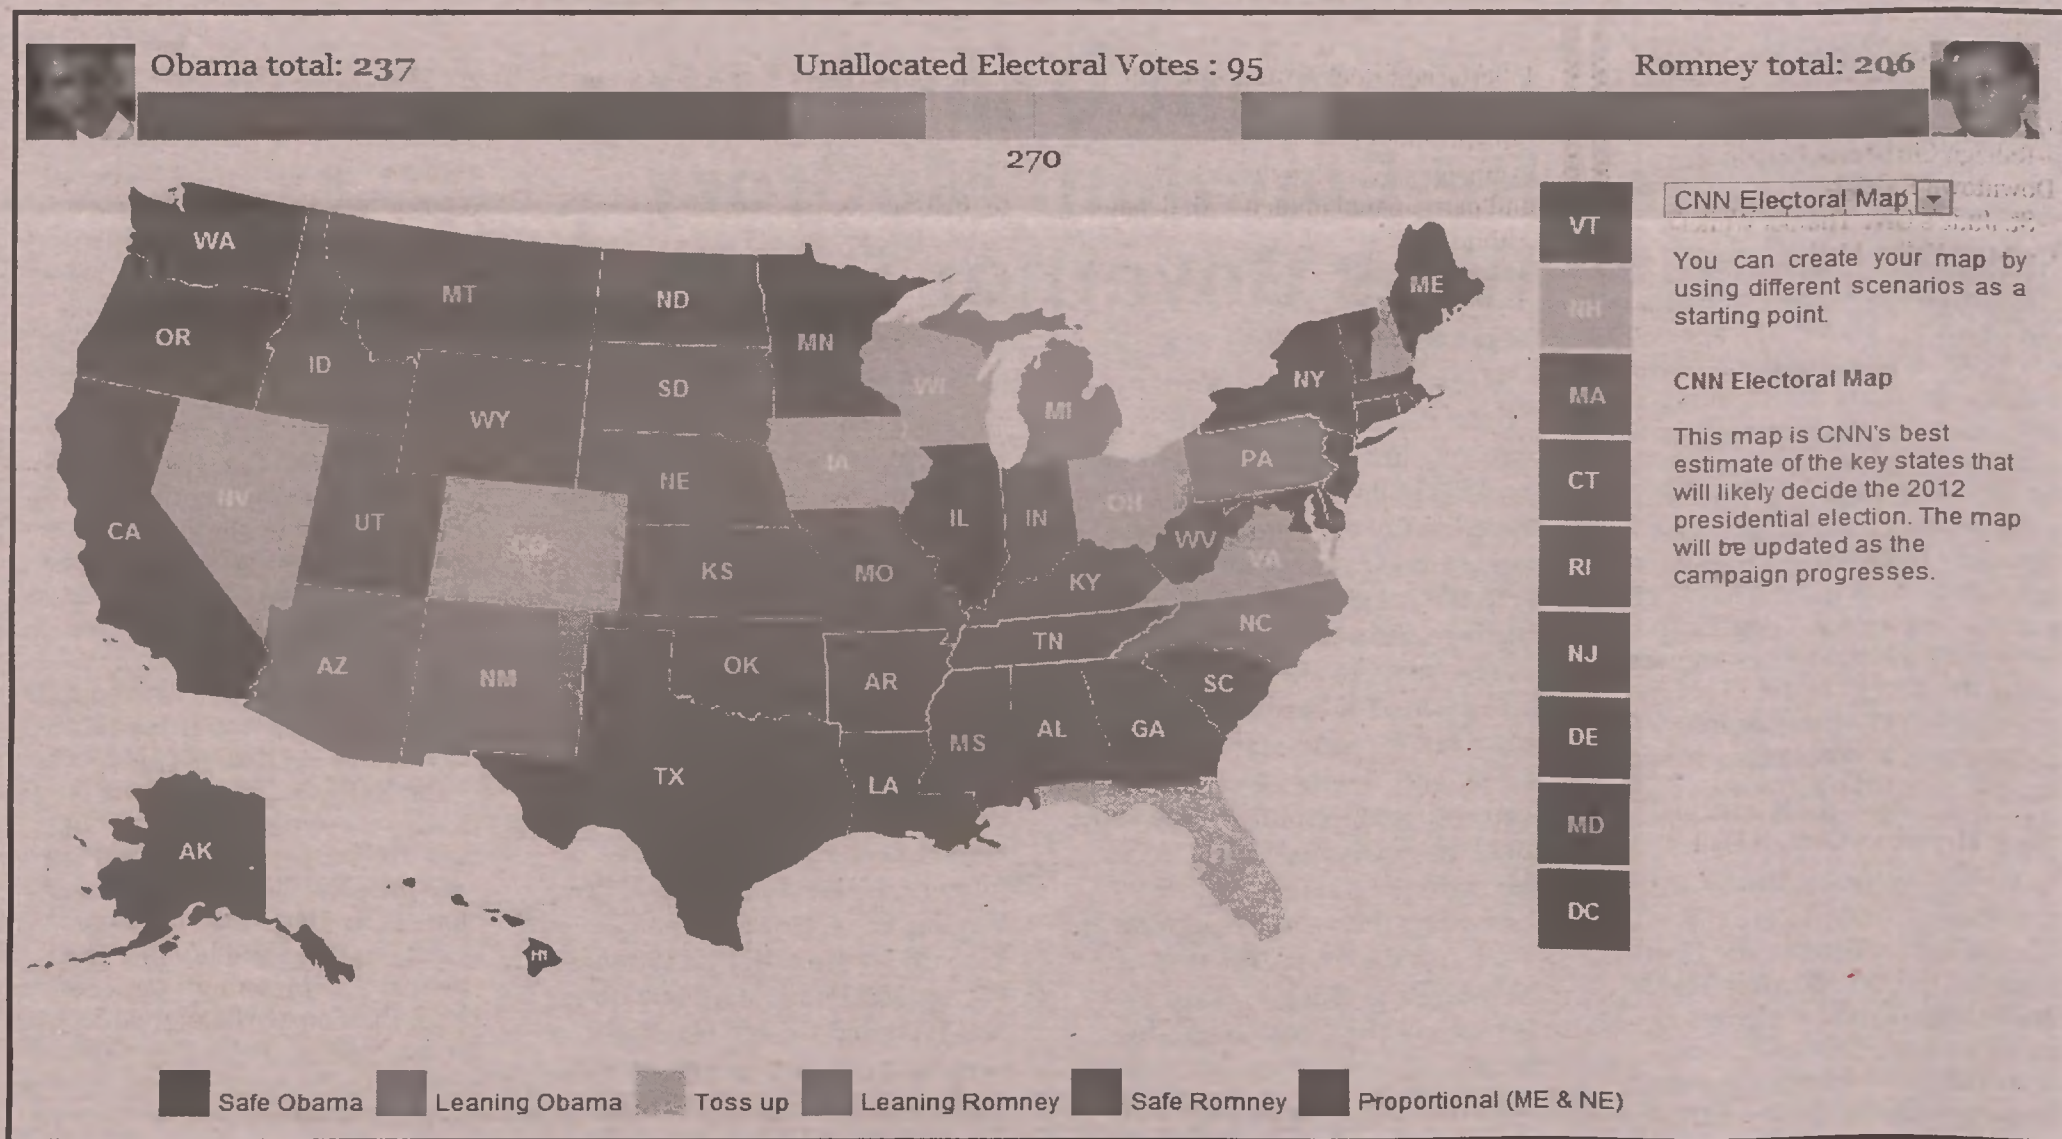 Obama total: 237
Unallocated Electoral Votes : 95
Romney total: 206
270
CNN Electoral Map
You can create your map by
using different scenarios as a
starting point.
CNN Electoral Map
This map is CNN's best
estimate of the key states that
will likely decide the 2012
presidential election. The map
will be updated as the
campaign progresses.
WA
MT
ND
MN
ME
OR
ID
SD
WI
MI
NY
WY
NE
IA
PA
NV
UT
CO
IL
IN
OH
WV
VA
CA
KS
MO
KY
AZ
NM
OK
AR
TN
NC
SC
TX
LA
MS
AL
GA
AK
HI
VT
NH
MA
CT
RI
NJ
DE
MD
DC
Safe Obama
Leaning Obama
Toss up
Leaning Romney
Safe Romney
Proportional (ME & NE)